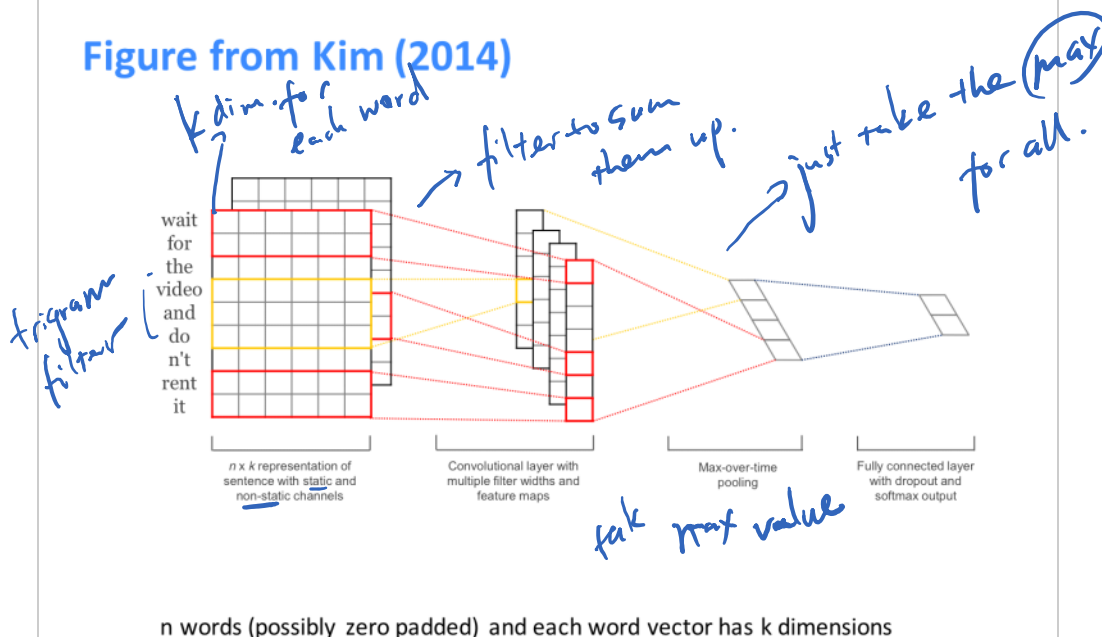 Figure from Kim (2014)
k dim. for
each word
filter to sum
them up.
just take the max
for all.
trigram
filter
wait
for
the
video
and
do
n't
rent
it
n x k representation of
sentence with static and
non-static channels
Convolutional layer with
multiple filter widths and
feature maps
Max-over-time
pooling
Fully connected layer
with dropout and
softmax output
tak max value
n words (possibly zero padded) and each word vector has k dimensions